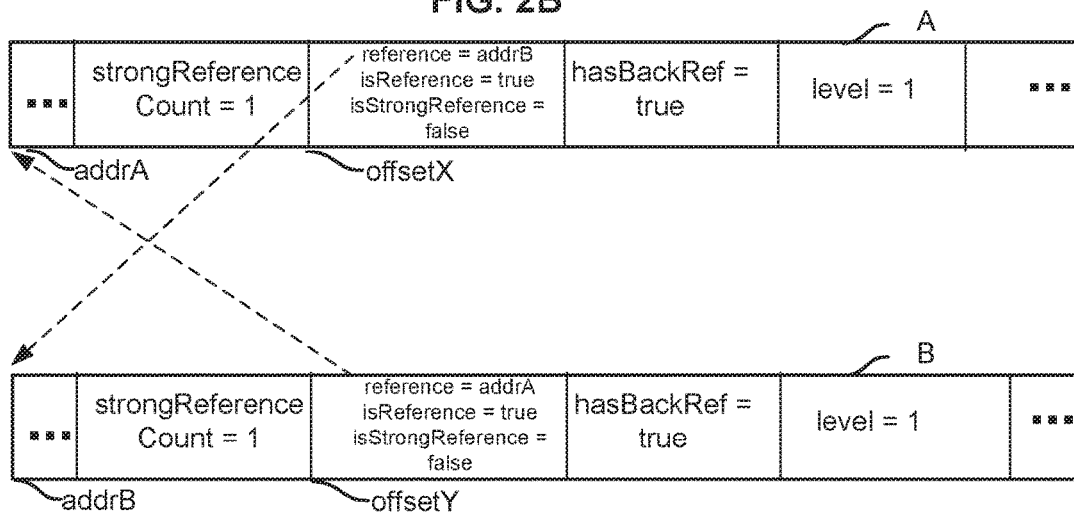 FIG. 2B
A
...
strongReference
Count = 1
reference = addrB
isReference = true
isStrongReference =
false
hasBackRef =
true
level = 1
...
addrA
offsetX
B
...
strongReference
Count = 1
reference = addrA
isReference = true
isStrongReference =
false
hasBackRef =
true
level = 1
...
addrB
offsetY